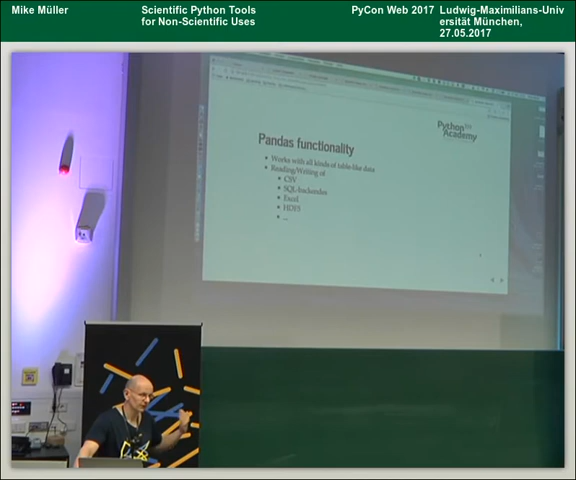 Mike Müller
Scientific Python Tools
for Non-Scientific Uses
PyCon Web 2017
Ludwig-Maximilians-Univ
ersität München,
27.05.2017
Python
Academy
Pandas functionality
Works with all kinds of table-like data
Reading/Writing of
CSV
SQL-backendes
Excel
HDF5
...